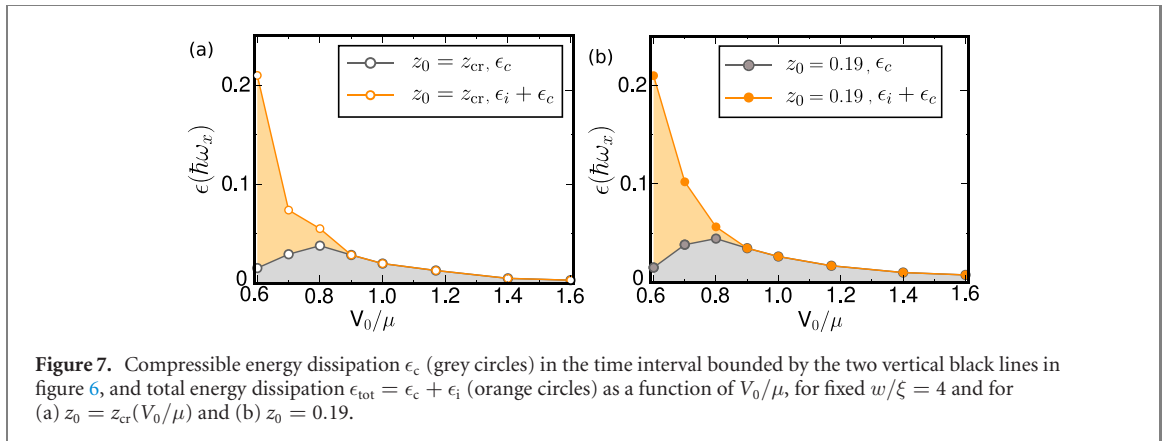 (a)
z₀ = z_cr, ϵ_c
z₀ = z_cr, ϵ_i + ϵ_c
0.2
0.1
0
ϵ(ħω_x)
0.6 0.8 1.0 1.2 1.4 1.6
V₀/μ
(b)
z₀ = 0.19 , ϵ_c
z₀ = 0.19 , ϵ_i + ϵ_c
0.2
0.1
0
ϵ(ħω_x)
0.6 0.8 1.0 1.2 1.4 1.6
V₀/μ
Figure 7. Compressible energy dissipation ϵ_c (grey circles) in the time interval bounded by the two vertical black lines in
figure 6, and total energy dissipation ϵ_tot = ϵ_c + ϵ_i (orange circles) as a function of V₀/μ, for fixed w/ξ = 4 and for
(a) z₀ = z_cr(V₀/μ) and (b) z₀ = 0.19.